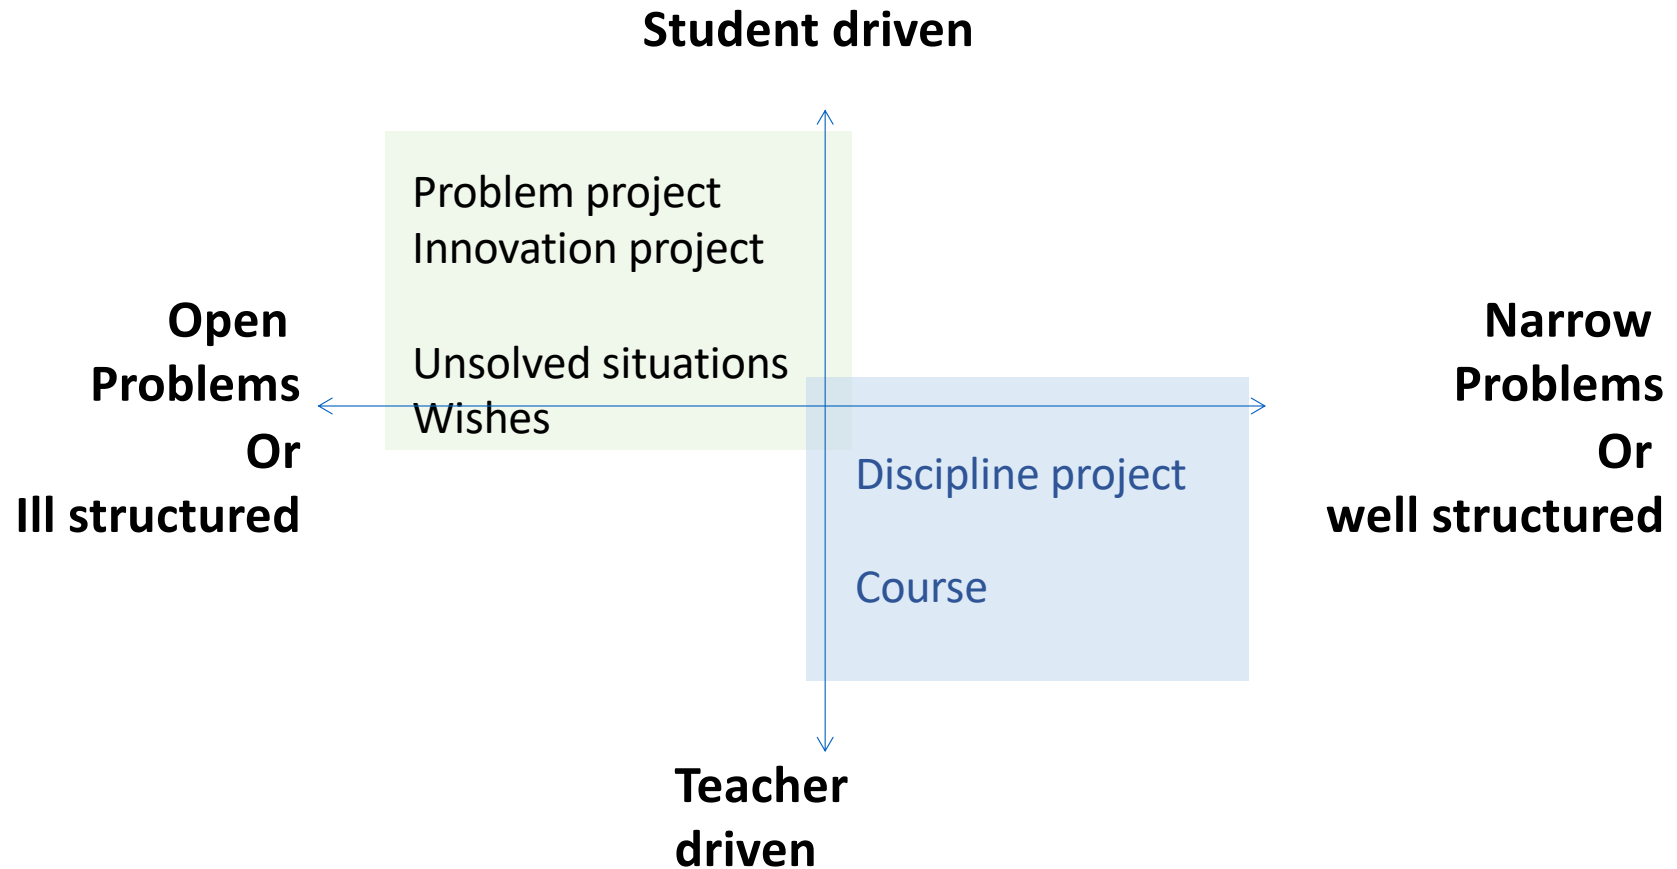 Student driven
Problem project
Innovation project
Unsolved situations
Wishes
Open
Problems
Or
Ill structured
Narrow
Problems
Or
well structured
Discipline project
Course
Teacher
driven